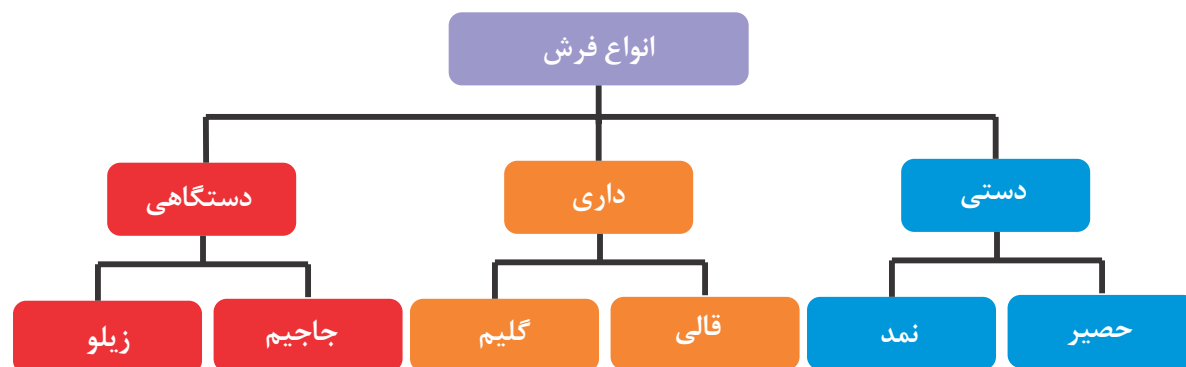 انواع فرش
دستی
داری
دستگاهی
حصیر
نمد
قالی
گلیم
جاجیم
زیلو